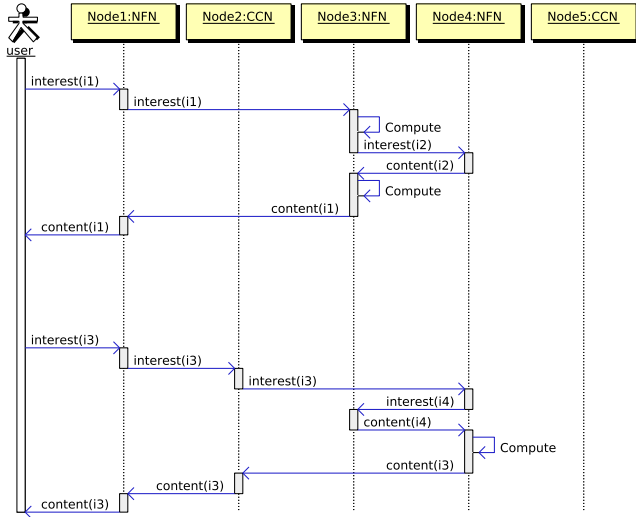 Node1:NFN Node2:CCN Node3:NFN Node4:NFN Node5:CCN
user
interest(i1)
interest(i1)
Compute
interest(i2)
content(i2)
Compute
content(i1)
content(i1)
interest(i3)
interest(i3)
interest(i3)
interest(i4)
content(i4)
Compute
content(i3)
content(i3)
content(i3)